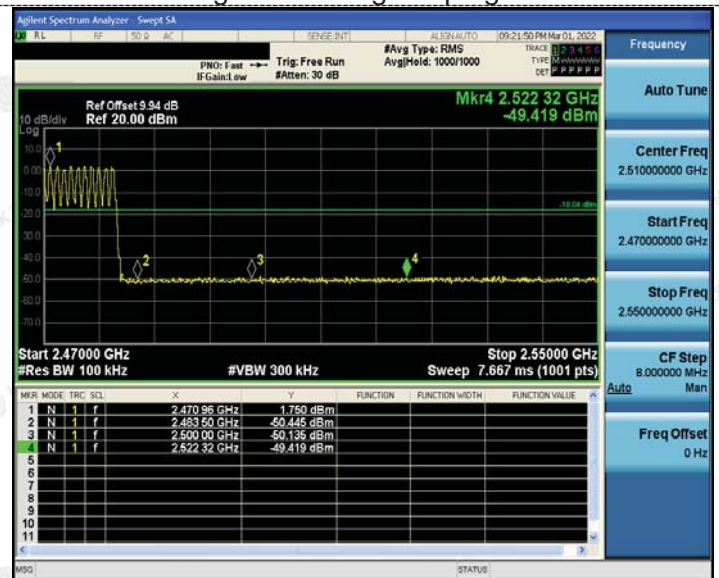 Agilent Spectrum Analyzer - Swept SA
RL RF 50 Ω AC SENSE:INT ALIGN AUTO 09:21:50 PM Mar 01, 2022
#Avg Type: RMS TRACE 1 2 3 4 5 6
PNO: Fast Trig: Free Run Avg|Hold: 1000/1000 TYPE M
IFGain:Low #Atten: 30 dB DET P P P P P P
Ref Offset 9.94 dB Mkr4 2.522 32 GHz
10 dB/div Ref 20.00 dBm -49.419 dBm
Log
10.0
0.00
-10.0
-20.0
-30.0
-40.0
-50.0
-60.0
-70.0
1
2
3
4
-18.04 dBm
Start 2.47000 GHz Stop 2.55000 GHz
#Res BW 100 kHz #VBW 300 kHz Sweep 7.667 ms (1001 pts)
MKR MODE TRC SCL X Y FUNCTION FUNCTION WIDTH FUNCTION VALUE
1 N 1 f 2.470 96 GHz 1.750 dBm
2 N 1 f 2.483 50 GHz -50.445 dBm
3 N 1 f 2.500 00 GHz -50.135 dBm
4 N 1 f 2.522 32 GHz -49.419 dBm
5
6
7
8
9
10
11
MSG STATUS
Frequency
Auto Tune
Center Freq
2.510000000 GHz
Start Freq
2.470000000 GHz
Stop Freq
2.550000000 GHz
CF Step
8.000000 MHz
Auto Man
Freq Offset
0 Hz